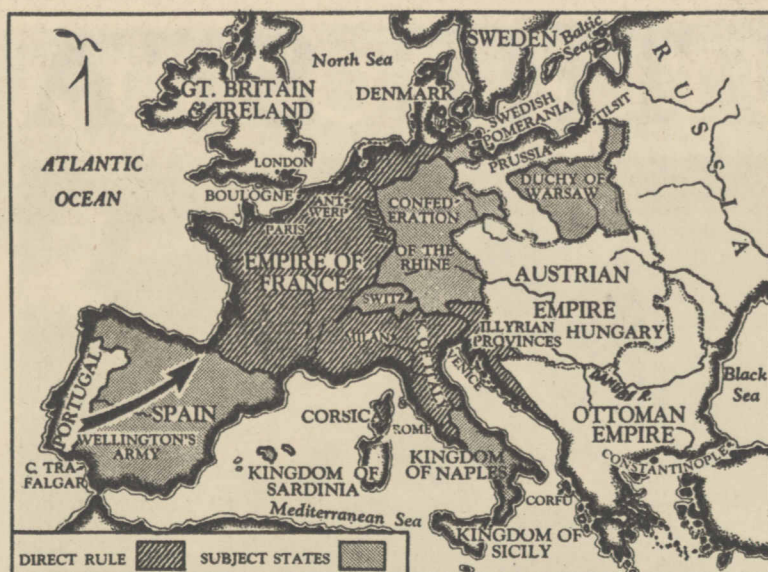 SWEDEN
Baltic
Sea
North Sea
GT. BRITAIN
& IRELAND
DENMARK
RUSSIA
SWEDISH
POMERANIA
TILSIT
PRUSSIA
ATLANTIC
OCEAN
LONDON
BOULOGNE
ANT
WERP
PARIS
CONFED-
ERATION
OF THE
RHINE
DUCHY OF
WARSAW
EMPIRE OF
FRANCE
AUSTRIAN
EMPIRE
HUNGARY
SWITZ
MILAN
OF ITALY
VENICE
ILLYRIAN
PROVINCES
DANUBE R.
Black
Sea
PORTUGAL
SPAIN
WELLINGTON'S
ARMY
C. TRA-
FALGAR
CORSICA
ROME
OTTOMAN
EMPIRE
CONSTANTINOPLE
KINGDOM OF
SARDINIA
KINGDOM
OF NAPLES
CORFU
Mediterranean Sea
KINGDOM OF
SICILY
DIRECT RULE
SUBJECT STATES